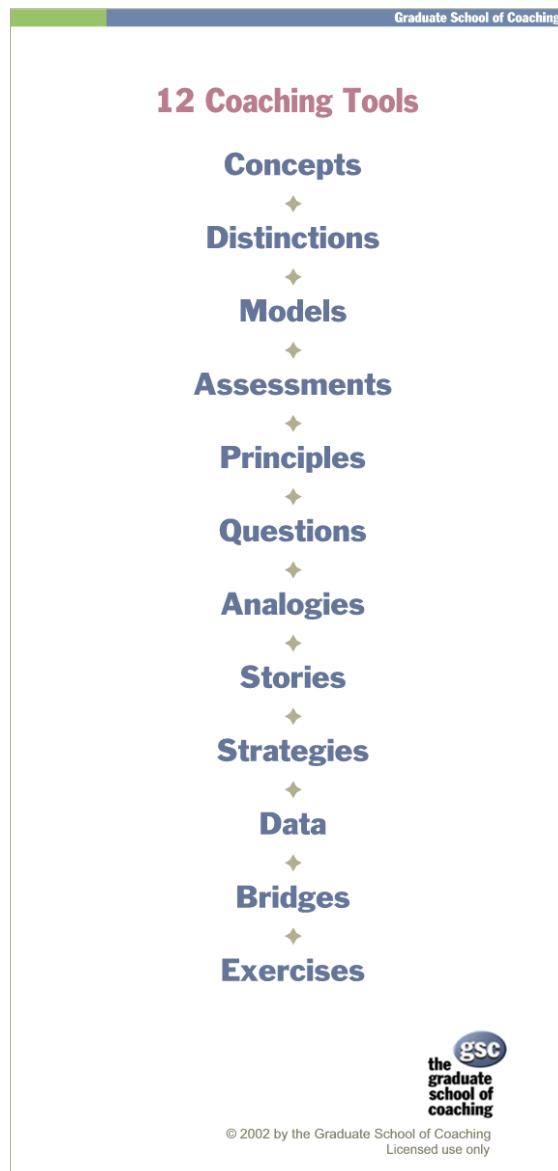 Graduate School of Coaching
12 Coaching Tools
Concepts
Distinctions
Models
Assessments
Principles
Questions
Analogies
Stories
Strategies
Data
Bridges
Exercises
gsc
the
graduate
school of
coaching
© 2002 by the Graduate School of Coaching
Licensed use only